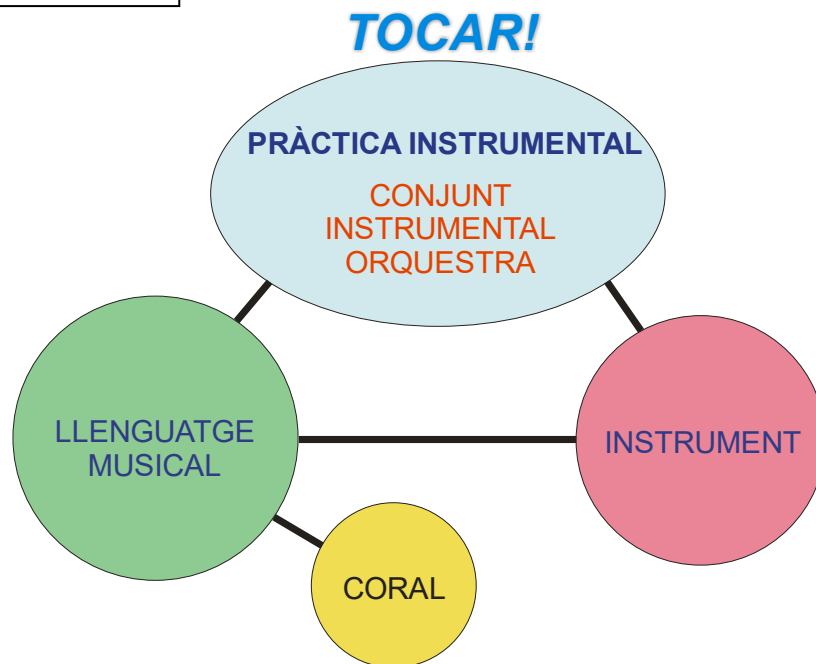 TOCAR!
PRÀCTICA INSTRUMENTAL
CONJUNT
INSTRUMENTAL
ORQUESTRA
LLENGUATGE
MUSICAL
INSTRUMENT
CORAL